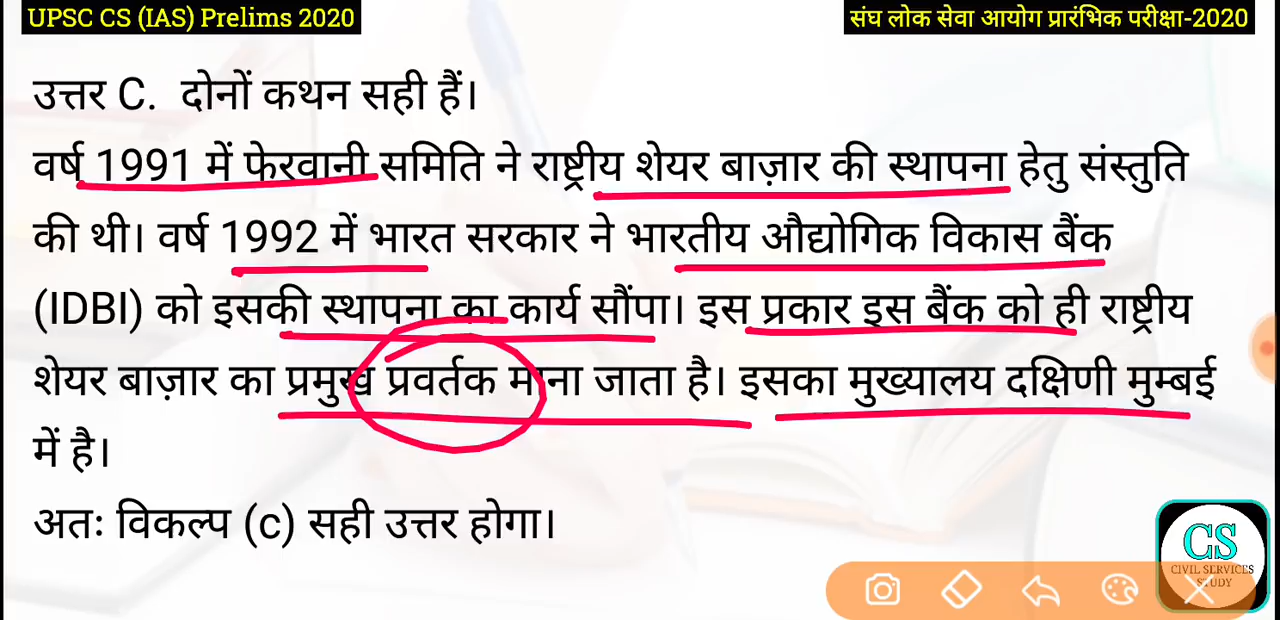 UPSC CS (IAS) Prelims 2020
संघ लोक सेवा आयोग प्रारंभिक परीक्षा-2020
उत्तर C. दोनों कथन सही हैं।
वर्ष 1991 में फेरवानी समिति ने राष्ट्रीय शेयर बाज़ार की स्थापना हेतु संस्तुति
की थी। वर्ष 1992 में भारत सरकार ने भारतीय औद्योगिक विकास बैंक
(IDBI) को इसकी स्थापना का कार्य सौंपा। इस प्रकार इस बैंक को ही राष्ट्रीय
शेयर बाज़ार का प्रमुख प्रवर्तक माना जाता है। इसका मुख्यालय दक्षिणी मुम्बई
में है।
अतः विकल्प (c) सही उत्तर होगा।
CS
CIVIL SERVICES
STUDY